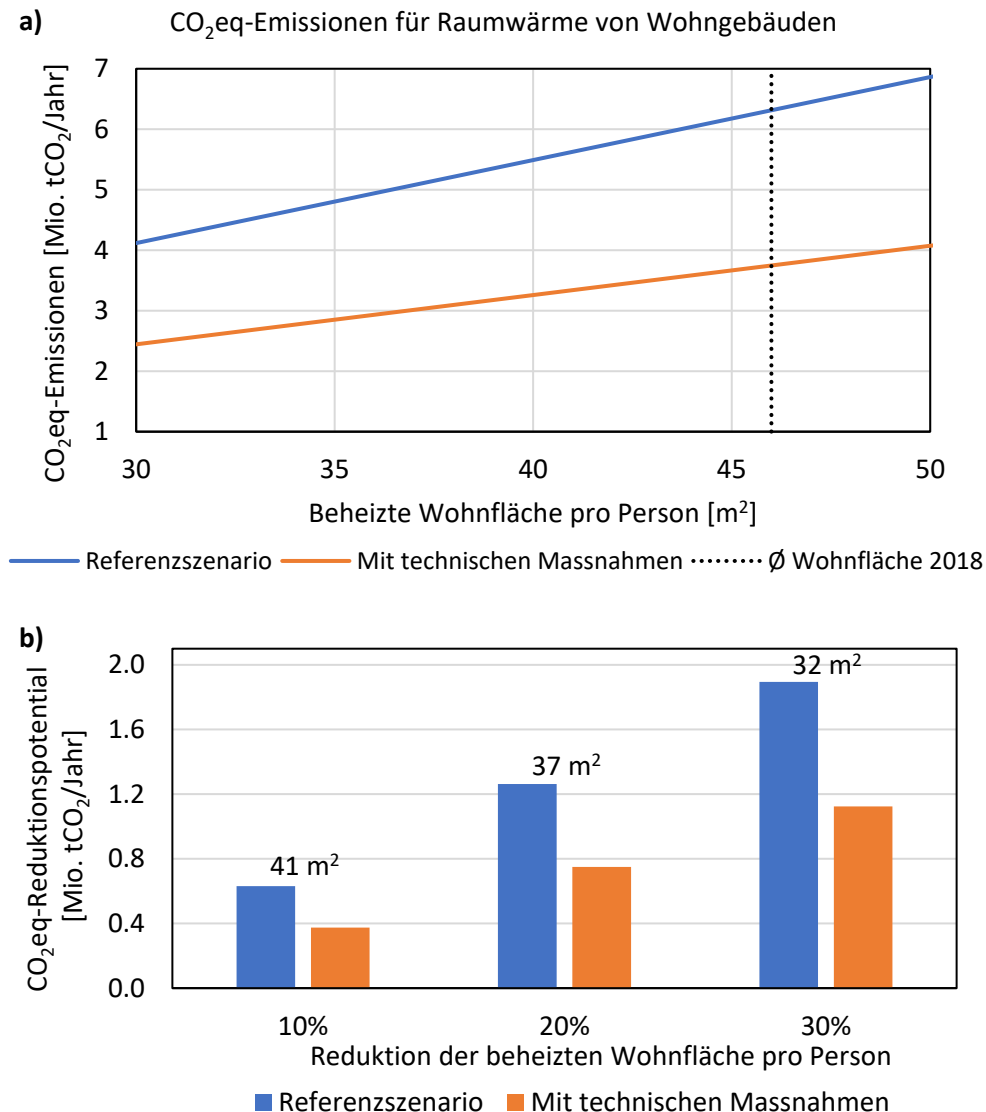 a) CO₂eq-Emissionen für Raumwärme von Wohngebäuden
CO₂eq-Emissionen [Mio. tCO₂/Jahr]
7
6
5
4
3
2
1
30 35 40 45 50
Beheizte Wohnfläche pro Person [m²]
Referenzszenario Mit technischen Massnahmen Ø Wohnfläche 2018
b)
CO₂eq-Reduktionspotential
[Mio. tCO₂/Jahr]
2.0
1.6
1.2
0.8
0.4
0.0
41 m²
37 m²
32 m²
10% 20% 30%
Reduktion der beheizten Wohnfläche pro Person
Referenzszenario Mit technischen Massnahmen